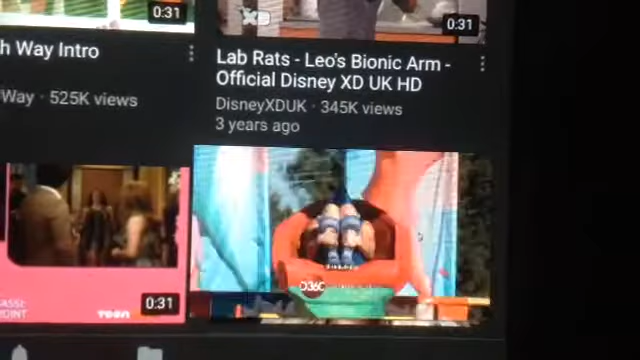 0:31
XD
0:31
h Way Intro
Way · 525K views
Lab Rats - Leo's Bionic Arm -
Official Disney XD UK HD
DisneyXDUK · 345K views
3 years ago
0:31